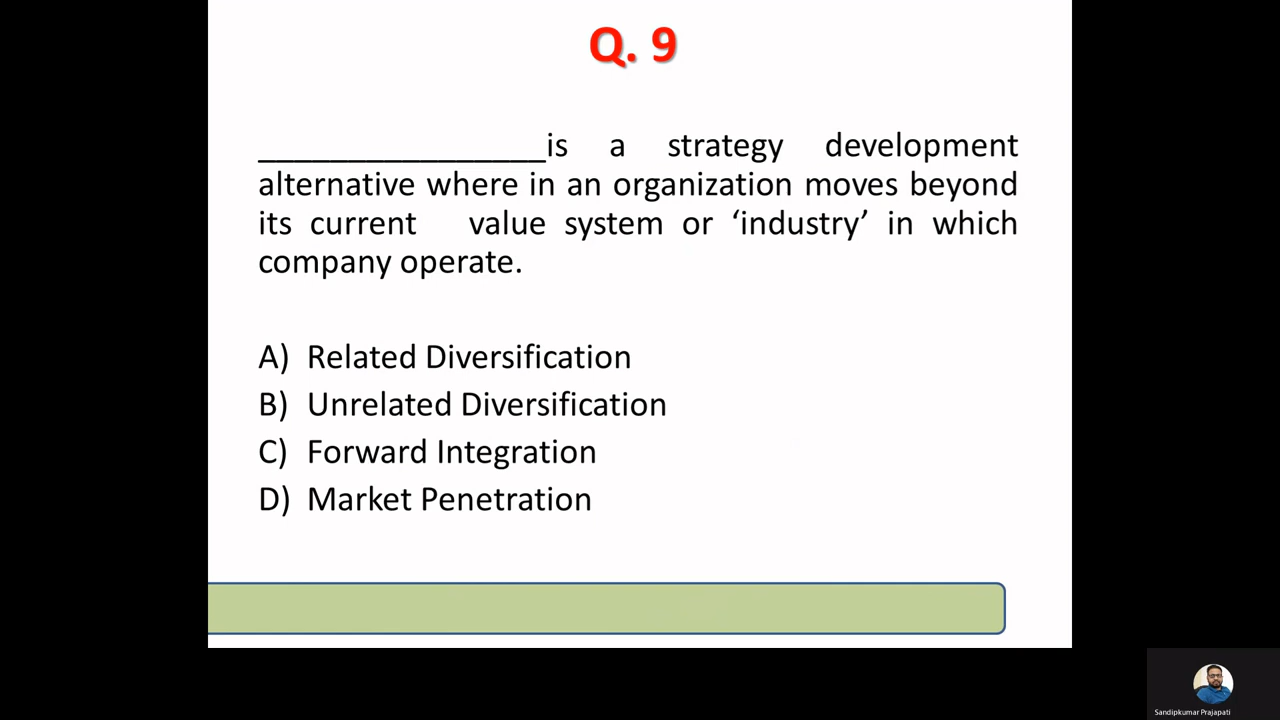 Q. 9
________________is a strategy development
alternative where in an organization moves beyond
its current value system or ‘industry’ in which
company operate.
A) Related Diversification
B) Unrelated Diversification
C) Forward Integration
D) Market Penetration
Sandipkumar Prajapati